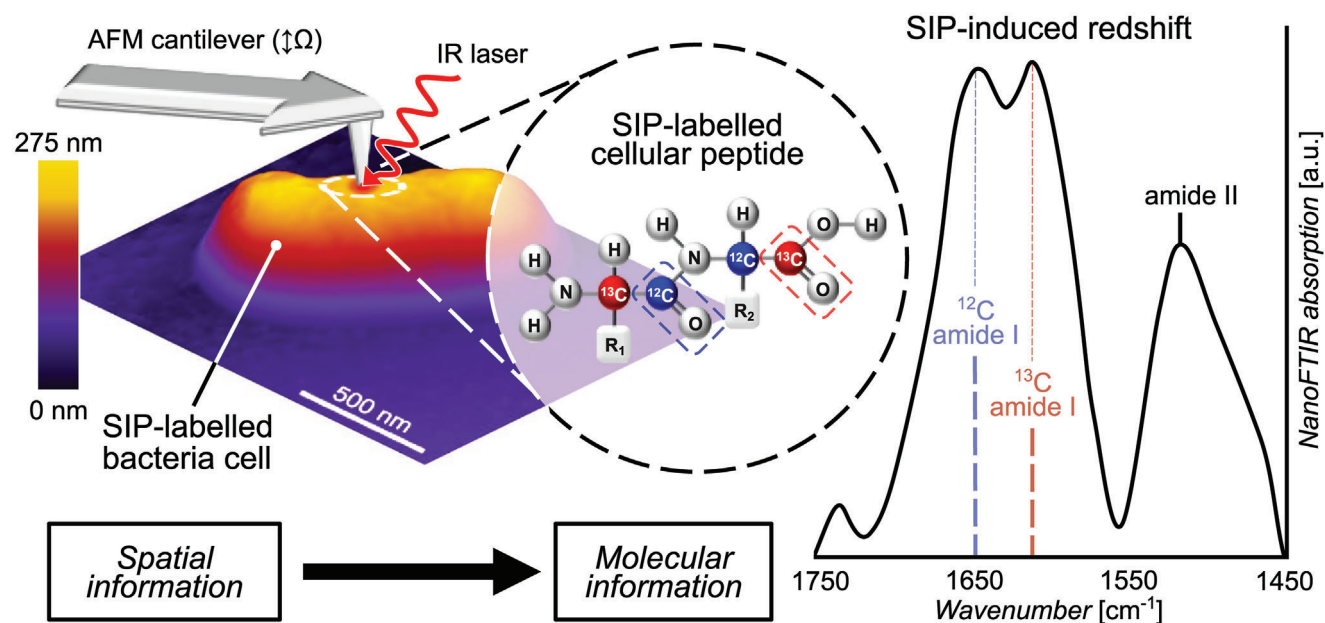 AFM cantilever (↕Ω)
IR laser
275 nm
0 nm
500 nm
SIP-labelled
bacteria cell
SIP-labelled
cellular peptide
H
H
H
O
H
H
N
¹³C
¹²C
N
¹²C
¹³C
H
R₁
O
R₂
O
Spatial
information
Molecular
information
SIP-induced redshift
amide II
¹²C
amide I
¹³C
amide I
NanoFTIR absorption [a.u.]
1750
1650
1550
1450
Wavenumber [cm⁻¹]